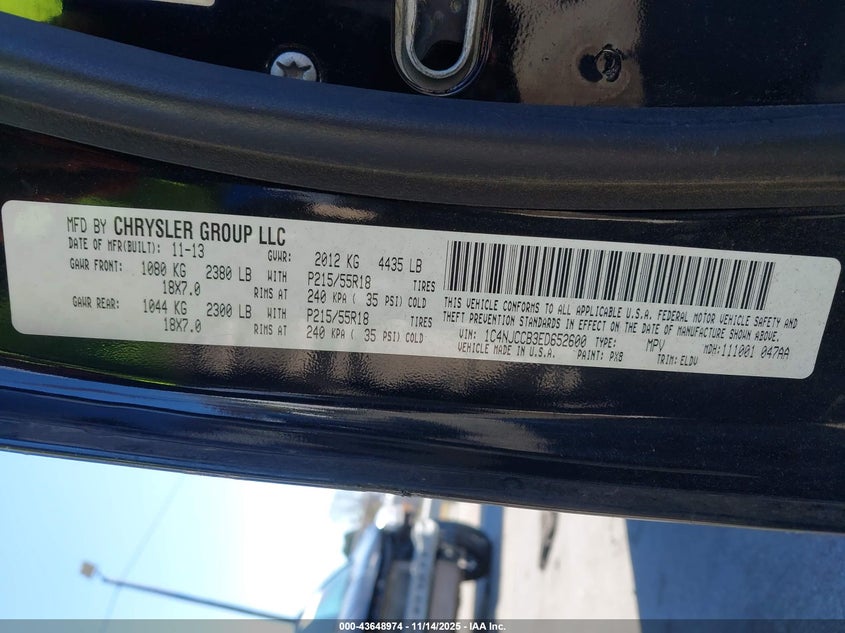 MFD BY CHRYSLER GROUP LLC
DATE OF MFR(BUILT): 11-13 GVWR: 2012 KG 4435 LB
GAWR FRONT: 1080 KG 2380 LB WITH P215/55R18 TIRES
18X7.0 RIMS AT 240 KPA ( 35 PSI) COLD
GAWR REAR: 1044 KG 2300 LB WITH P215/55R18 TIRES
18X7.0 RIMS AT 240 KPA ( 35 PSI) COLD
THIS VEHICLE CONFORMS TO ALL APPLICABLE U.S.A. FEDERAL MOTOR VEHICLE SAFETY AND
THEFT PREVENTION STANDARDS IN EFFECT ON THE DATE OF MANUFACTURE SHOWN ABOVE.
VIN: 1C4NJCCB3ED652600 TYPE: MPV MDH:111001 047AA
VEHICLE MADE IN U.S.A. PAINT: PX8 TRIM: ELDV
000-43648974 - 11/14/2025 - IAA Inc.